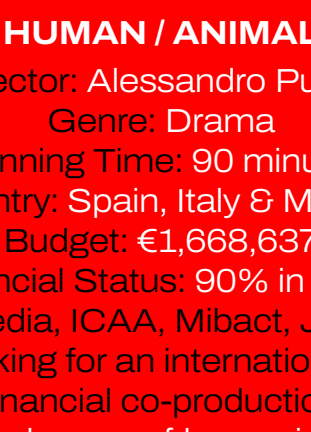 HUMAN / ANIMAL
ector: Alessandro Pu
Genre: Drama
nning Time: 90 minu
ntry: Spain, Italy & M
Budget: €1,668,637
ncial Status: 90% in
edia, ICAA, Mibact, J
king for an internatio
nancial co-productio